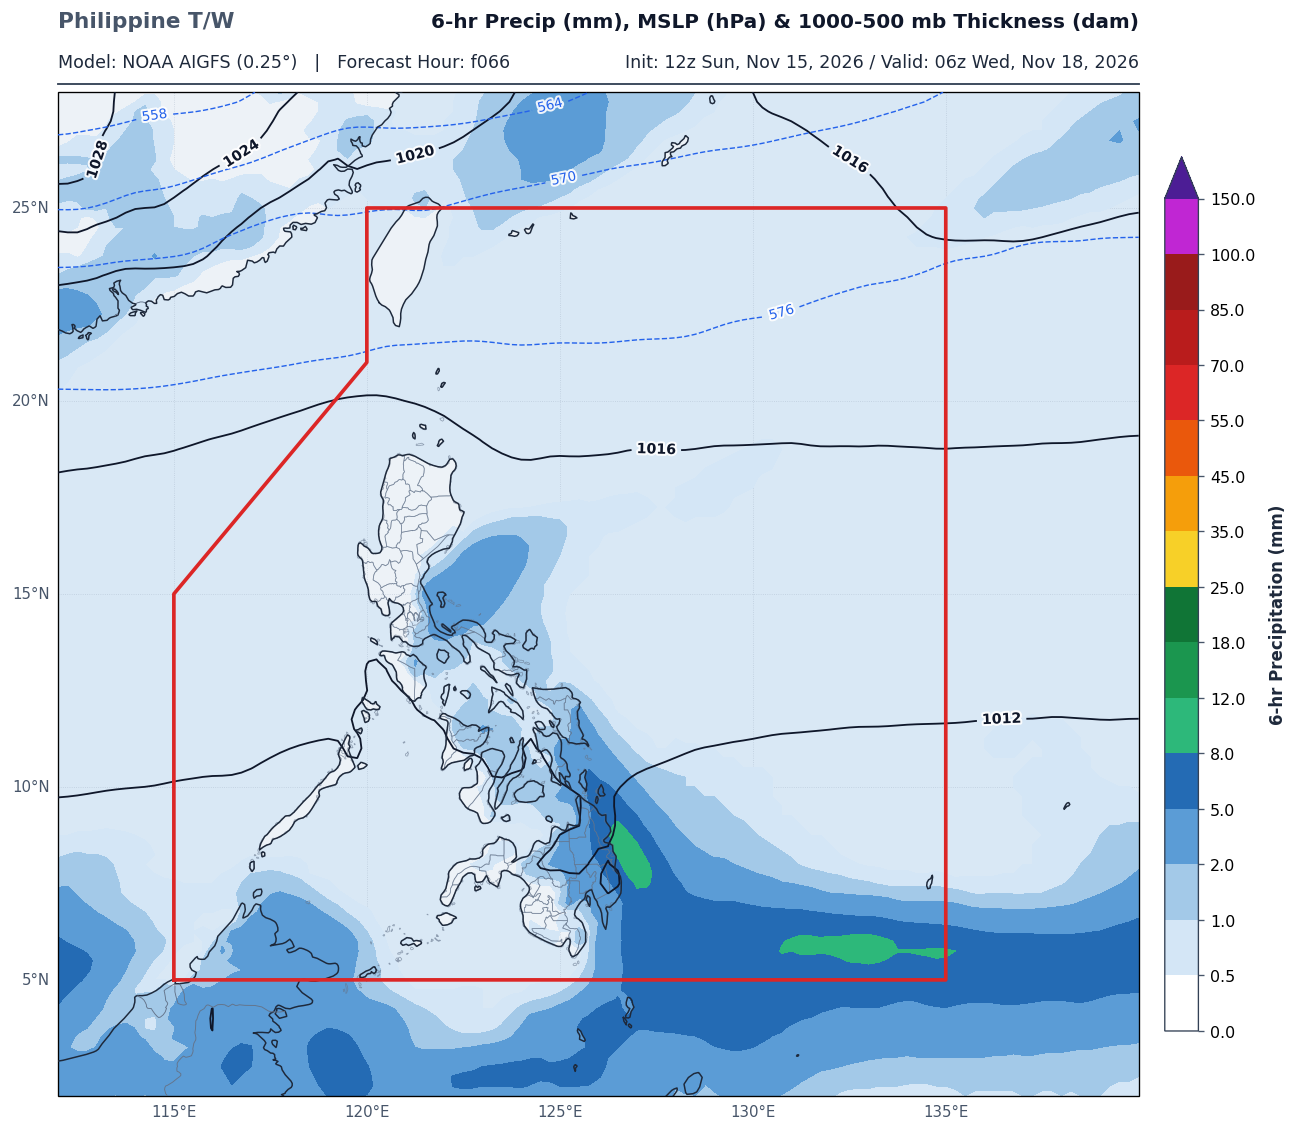 Philippine T/W
6-hr Precip (mm), MSLP (hPa) & 1000-500 mb Thickness (dam)
Model: NOAA AIGFS (0.25°)   |   Forecast Hour: f066
Init: 12z Sun, Nov 15, 2026 / Valid: 06z Wed, Nov 18, 2026
558
564
1028
1024
1020
1016
570
576
1016
1012
25°N
20°N
15°N
10°N
5°N
115°E
120°E
125°E
130°E
135°E
150.0
100.0
85.0
70.0
55.0
45.0
35.0
25.0
18.0
12.0
8.0
5.0
2.0
1.0
0.5
0.0
6-hr Precipitation (mm)